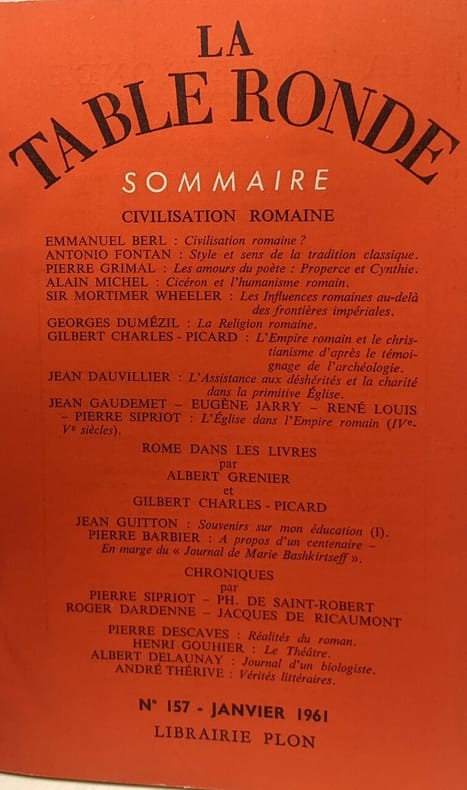 LA
TABLE RONDE
SOMMAIRE
CIVILISATION ROMAINE
EMMANUEL BERL : Civilisation romaine ?
ANTONIO FONTAN : Style et sens de la tradition classique.
PIERRE GRIMAL : Les amours du poète : Properce et Cynthie.
ALAIN MICHEL : Cicéron et l'humanisme romain.
SIR MORTIMER WHEELER : Les Influences romaines au-delà
des frontières impériales.
GEORGES DUMÉZIL : La Religion romaine.
GILBERT CHARLES - PICARD : L'Empire romain et le chris-
tianisme d'après le témoi-
gnage de l'archéologie.
JEAN DAUVILLIER : L'Assistance aux déshérités et la charité
dans la primitive Église.
JEAN GAUDEMET – EUGÈNE JARRY – RENÉ LOUIS
– PIERRE SIPRIOT : L'Église dans l'Empire romain (IVe-
Ve siècles).
ROME DANS LES LIVRES
par
ALBERT GRENIER
et
GILBERT CHARLES - PICARD
JEAN GUITTON : Souvenirs sur mon éducation (I).
PIERRE BARBIER : A propos d'un centenaire –
En marge du « Journal de Marie Bashkirtseff ».
CHRONIQUES
par
PIERRE SIPRIOT – PH. DE SAINT-ROBERT
ROGER DARDENNE – JACQUES DE RICAUMONT
PIERRE DESCAVES : Réalités du roman.
HENRI GOUHIER : Le Théâtre.
ALBERT DELAUNAY : Journal d'un biologiste.
ANDRÉ THÉRIVE : Vérités littéraires.
N° 157 - JANVIER 1961
LIBRAIRIE PLON